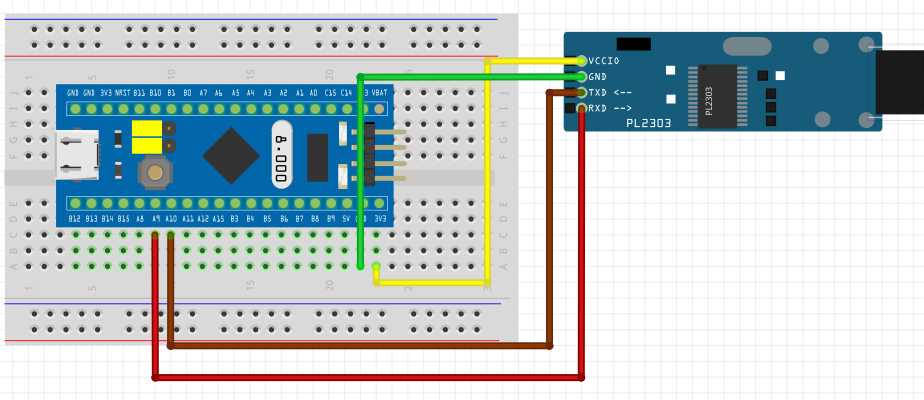 1 5 10
J J
I I
H H
G G
F F
GND GND 3V3 NRST B11 B10 B1 B0 A7 A6 A5 A4 A3 A2 A1 A0 C15 C14 VBAT
8.000
B12 B13 B14 B15 A8 A9 A10 A11 A12 A15 B3 B4 B5 B6 B7 B8 B9 5V 3V3
E E
D D
C C
B B
A A
1 5 15 20
VCCIO
GND
TXD <--
RXD -->
PL2303
PL2303